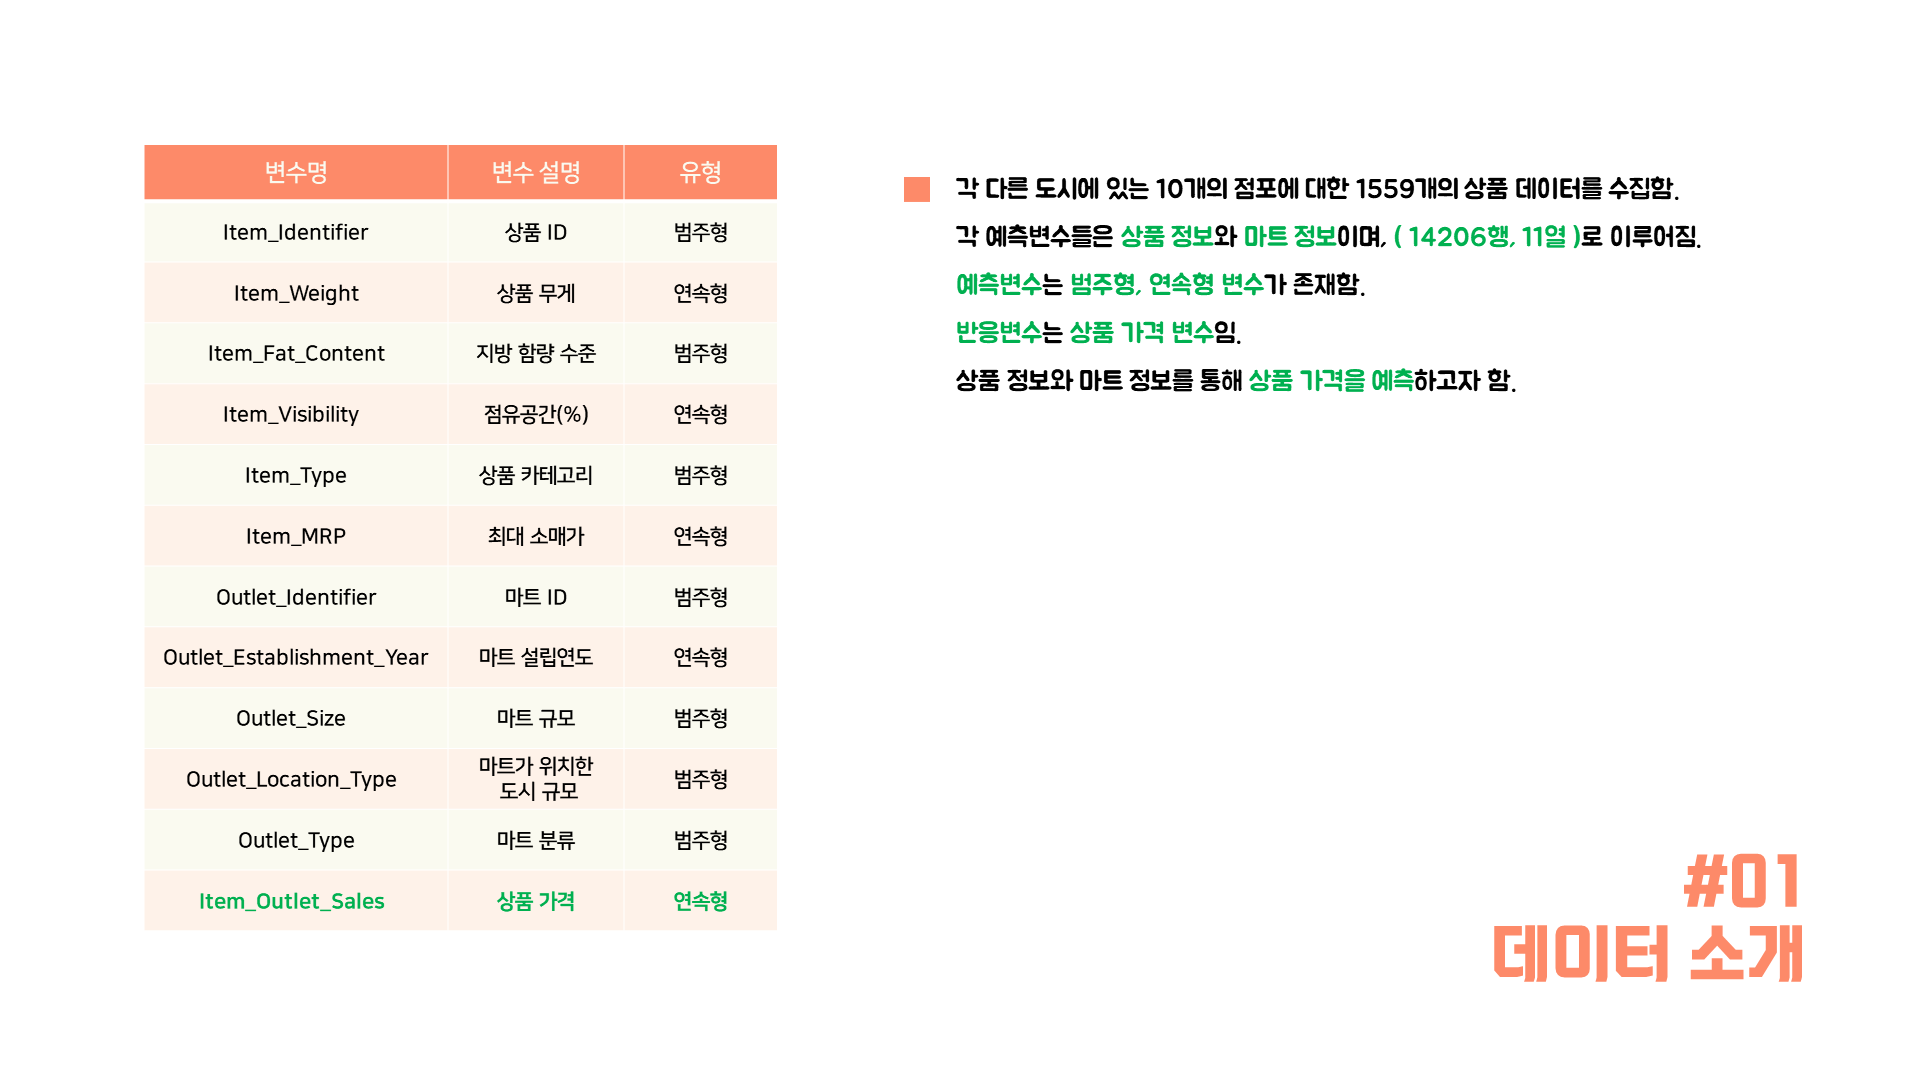 변수명 변수 설명 유형
Item_Identifier 상품 ID 범주형
Item_Weight 상품 무게 연속형
Item_Fat_Content 지방 함량 수준 범주형
Item_Visibility 점유공간(%) 연속형
Item_Type 상품 카테고리 범주형
Item_MRP 최대 소매가 연속형
Outlet_Identifier 마트 ID 범주형
Outlet_Establishment_Year 마트 설립연도 연속형
Outlet_Size 마트 규모 범주형
Outlet_Location_Type 마트가 위치한
도시 규모 범주형
Outlet_Type 마트 분류 범주형
Item_Outlet_Sales 상품 가격 연속형
각 다른 도시에 있는 10개의 점포에 대한 1559개의 상품 데이터를 수집함.
각 예측변수들은 상품 정보와 마트 정보이며, ( 14206행, 11열 )로 이루어짐.
예측변수는 범주형, 연속형 변수가 존재함.
반응변수는 상품 가격 변수임.
상품 정보와 마트 정보를 통해 상품 가격을 예측하고자 함.
#01
데이터 소개